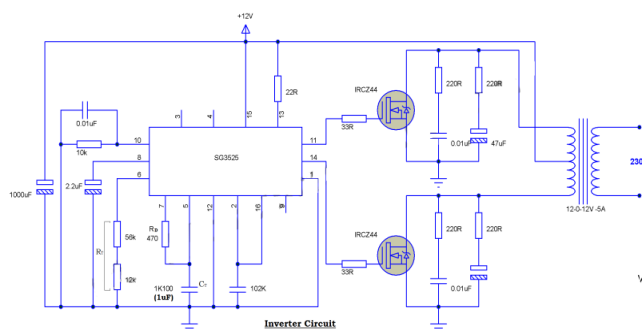 +12V
IRCZ44
22R
220R
220R
0.01uF
3
4
15
13
33R
10
11
10k
SG3525
0.01uF
47uF
8
14
230
1000uF
2.2uF
6
1
12-0-12V -5A
7
5
12
2
16
9
IRCZ44
56k
RD
470
RT
220R
220R
33R
12k
CT
1K100
102K
0.01uF
(1uF)
V
Inverter Circuit